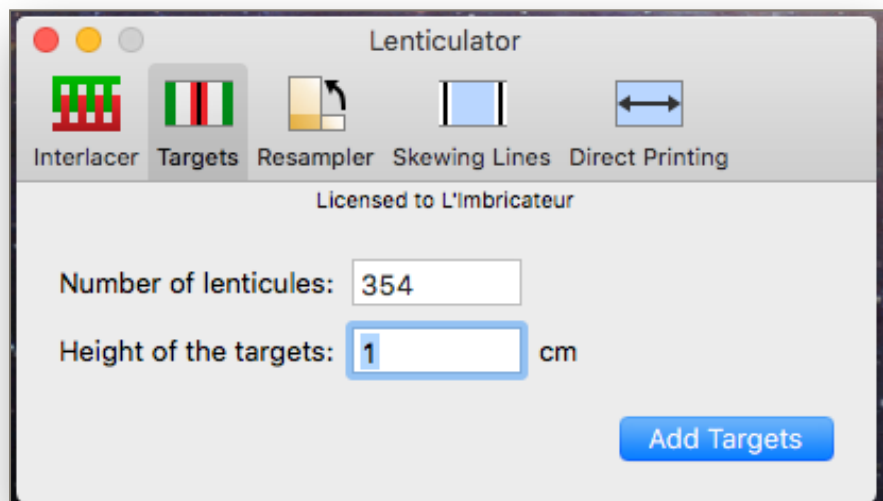 Lenticulator
Interlacer Targets Resampler Skewing Lines Direct Printing
Licensed to L'Imbricateur
Number of lenticules: 354
Height of the targets: 1 cm
Add Targets